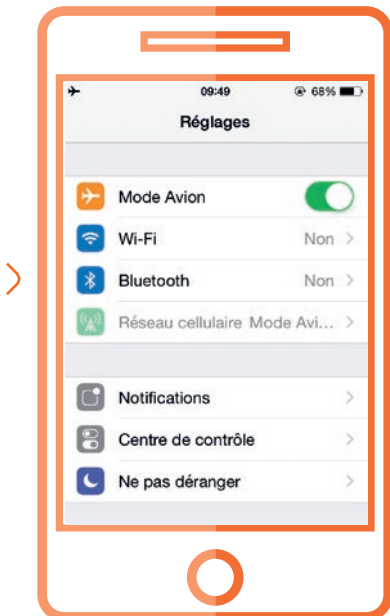 09:49 68%
Réglages
Mode Avion
Wi-Fi Non
Bluetooth Non
Réseau cellulaire Mode Avi...
Notifications
Centre de contrôle
Ne pas déranger